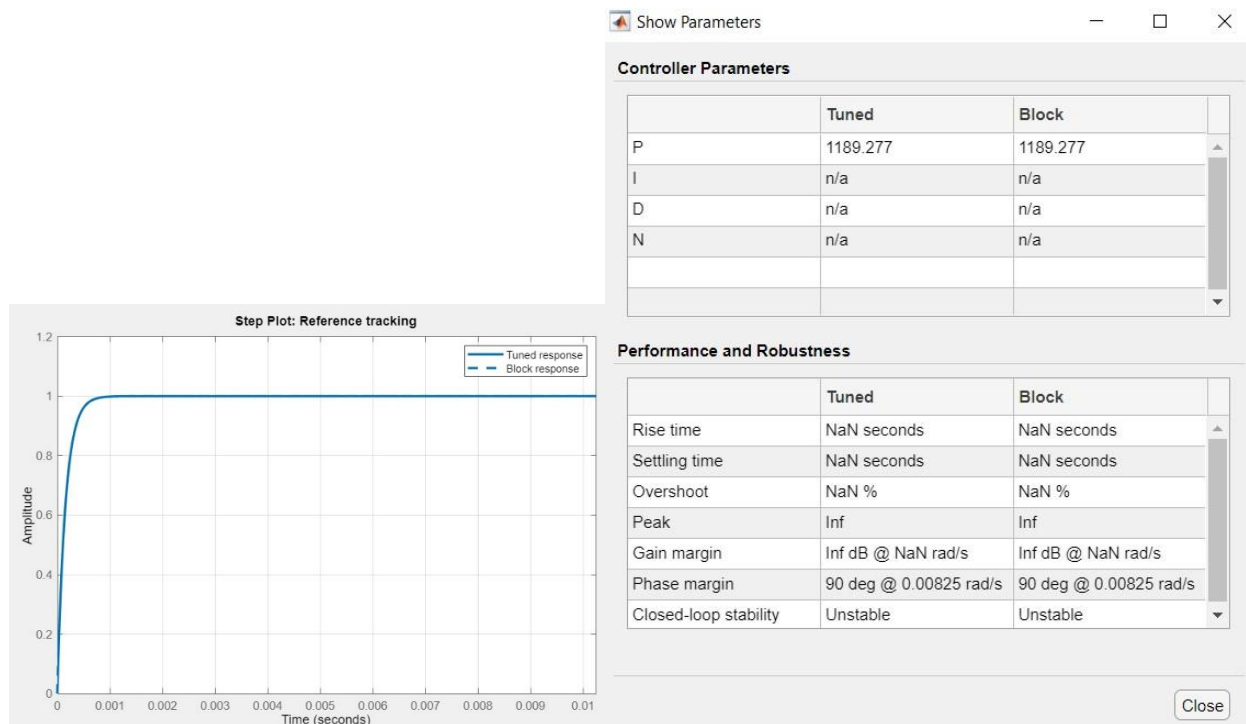 Show Parameters
Controller Parameters
Tuned Block
P 1189.277 1189.277
I n/a n/a
D n/a n/a
N n/a n/a
Step Plot: Reference tracking
1.2
1
0.8
0.6
0.4
0.2
0
Amplitude
Tuned response
Block response
0 0.001 0.002 0.003 0.004 0.005 0.006 0.007 0.008 0.009 0.01
Time (seconds)
Performance and Robustness
Tuned Block
Rise time NaN seconds NaN seconds
Settling time NaN seconds NaN seconds
Overshoot NaN % NaN %
Peak Inf Inf
Gain margin Inf dB @ NaN rad/s Inf dB @ NaN rad/s
Phase margin 90 deg @ 0.00825 rad/s 90 deg @ 0.00825 rad/s
Closed-loop stability Unstable Unstable
Close